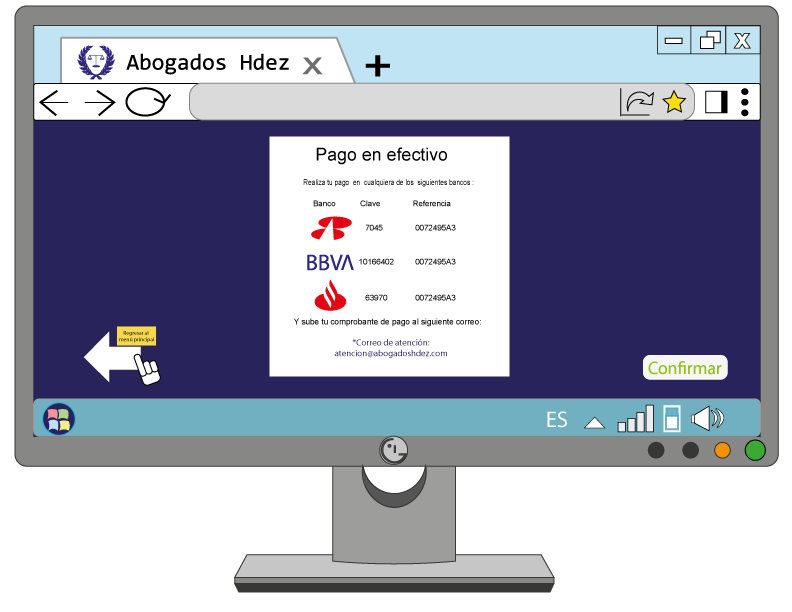 Abogados Hdez X
X
Pago en efectivo
Realiza tu pago en cualquiera de los siguientes bancos :
Banco Clave Referencia
7045 0072495A3
BBVA 10166402 0072495A3
63970 0072495A3
Y sube tu comprobante de pago al siguiente correo:
*Correo de atención:
atencion@abogadoshdez.com
Regresar al
menú principal
Confirmar
ES